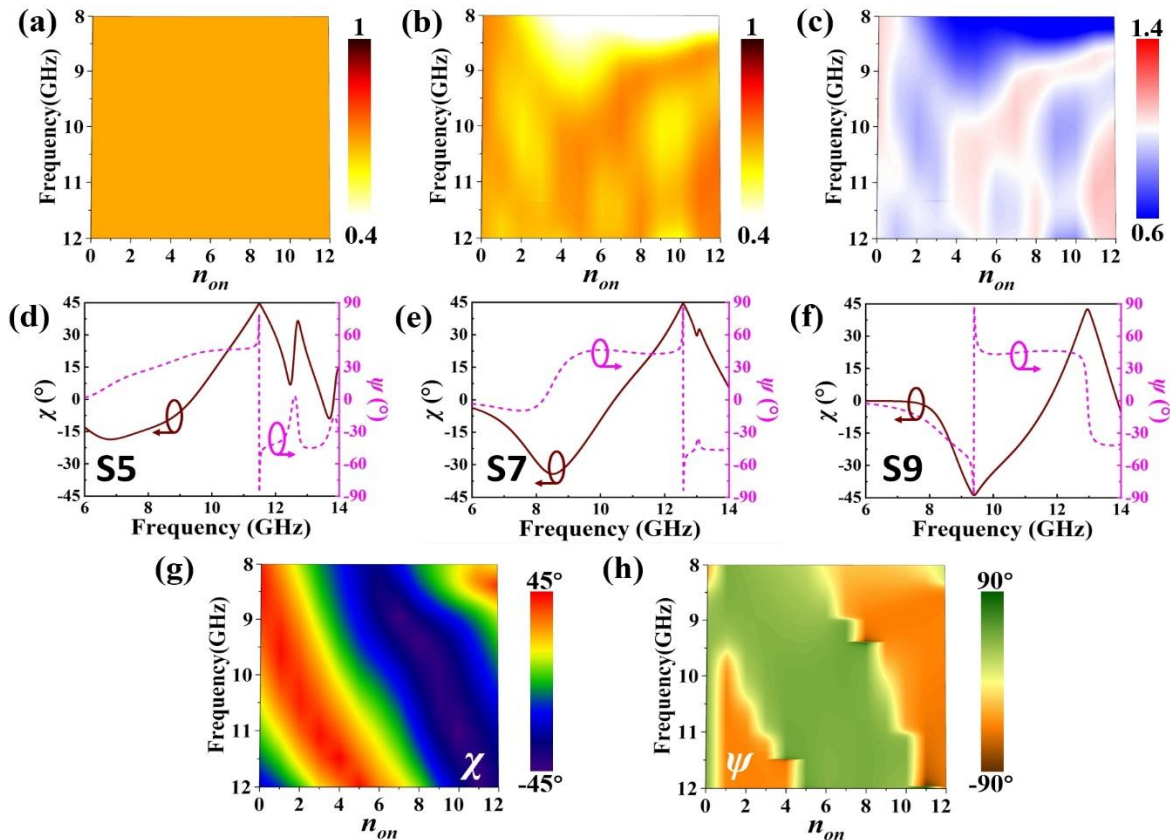 (a)
8
9
10
11
12
Frequency(GHz)
0 2 4 6 8 10 12
n_on
1
0.4
(b)
8
9
10
11
12
Frequency(GHz)
0 2 4 6 8 10 12
n_on
1
0.4
(c)
8
9
10
11
12
Frequency(GHz)
0 2 4 6 8 10 12
n_on
1.4
0.6
(d)
45
30
15
0
-15
-30
-45
χ (°)
S5
90
60
30
0
-30
-60
-90
ψ (°)
6 8 10 12 14
Frequency (GHz)
(e)
45
30
15
0
-15
-30
-45
χ (°)
S7
90
60
30
0
-30
-60
-90
ψ (°)
6 8 10 12 14
Frequency (GHz)
(f)
45
30
15
0
-15
-30
-45
χ (°)
S9
90
60
30
0
-30
-60
-90
ψ (°)
6 8 10 12 14
Frequency (GHz)
(g)
8
9
10
11
12
Frequency(GHz)
χ
0 2 4 6 8 10 12
n_on
45°
-45°
(h)
8
9
10
11
12
Frequency(GHz)
ψ
0 2 4 6 8 10 12
n_on
90°
-90°